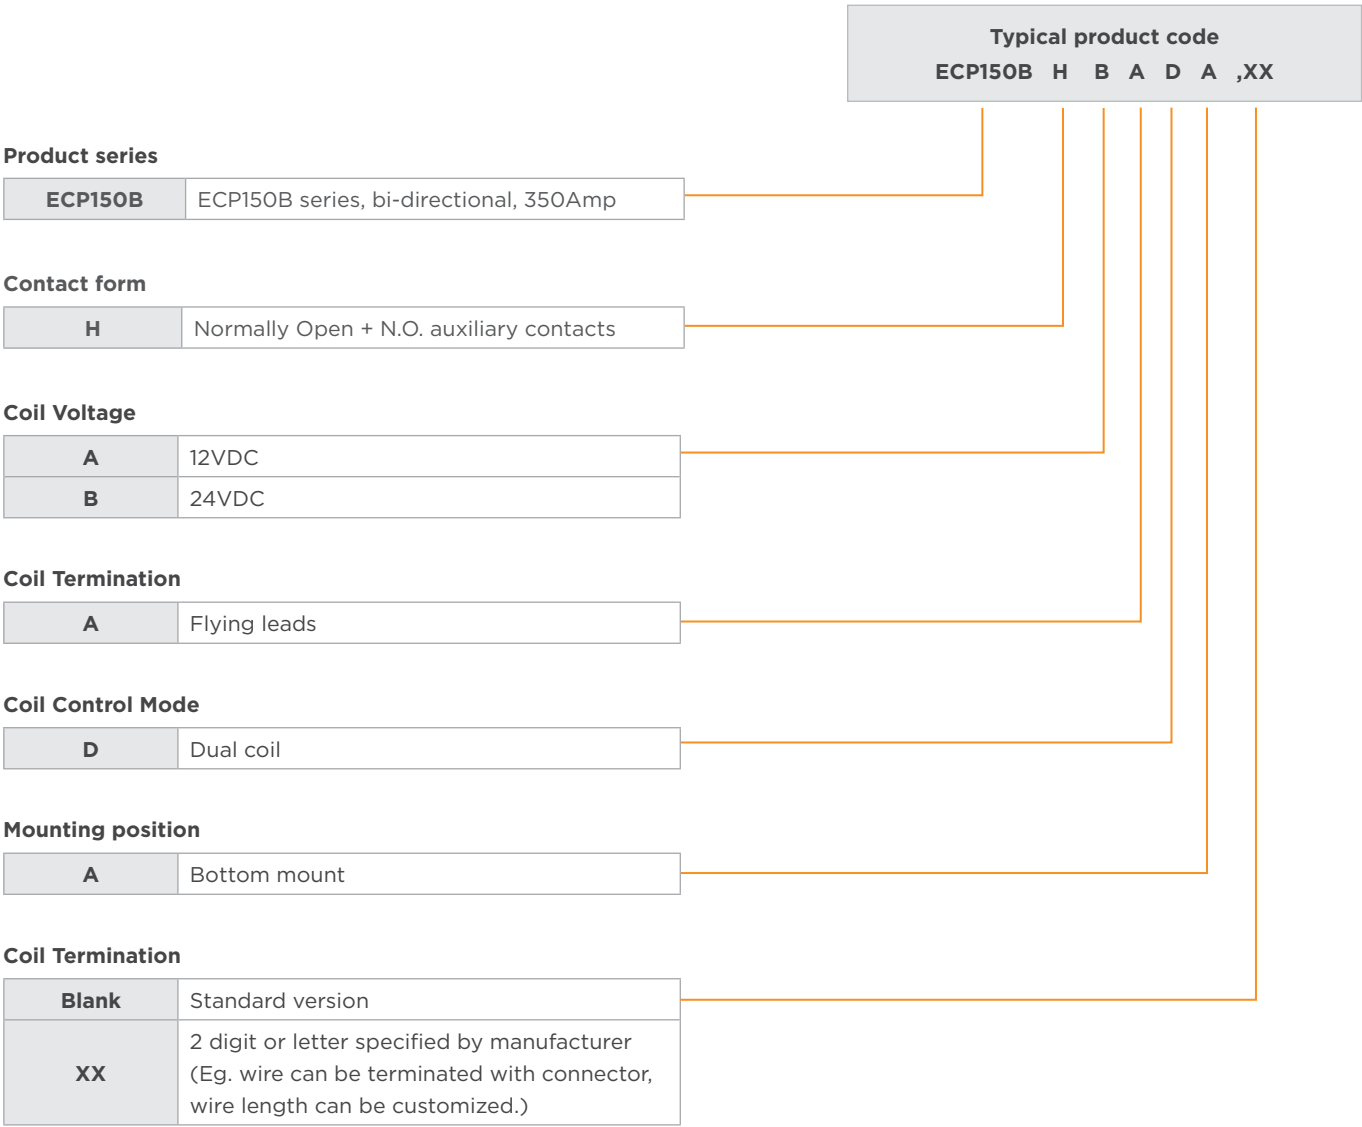 Typical product code
ECP150B H B A D A ,XX
Product series
ECP150B ECP150B series, bi-directional, 350Amp
Contact form
H Normally Open + N.O. auxiliary contacts
Coil Voltage
A 12VDC
B 24VDC
Coil Termination
A Flying leads
Coil Control Mode
D Dual coil
Mounting position
A Bottom mount
Coil Termination
Blank Standard version
XX 2 digit or letter specified by manufacturer
(Eg. wire can be terminated with connector,
wire length can be customized.)